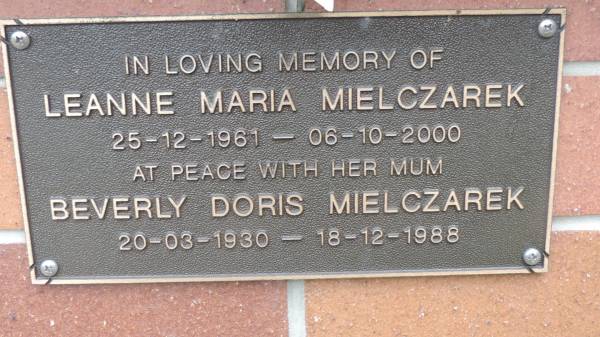 IN LOVING MEMORY OF
LEANNE MARIA MIELCZAREK
25-12-1961 — 06-10-2000
AT PEACE WITH HER MUM
BEVERLY DORIS MIELCZAREK
20-03-1930 — 18-12-1988